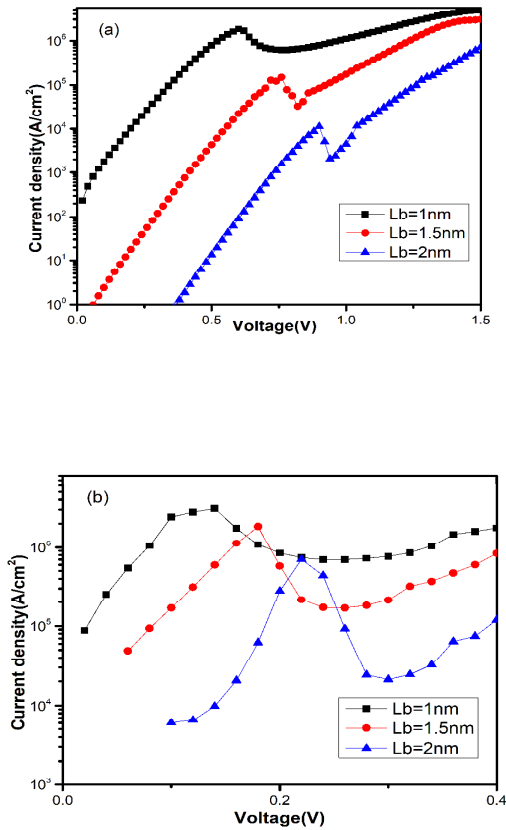 (a)
Current density(A/cm²)
10⁶
10⁵
10⁴
10³
10²
10¹
10⁰
Lb=1nm
Lb=1.5nm
Lb=2nm
0.0 0.5 1.0 1.5
Voltage(V)
(b)
Current density(A/cm²)
10⁶
10⁵
10⁴
10³
Lb=1nm
Lb=1.5nm
Lb=2nm
0.0 0.2 0.4
Voltage(V)